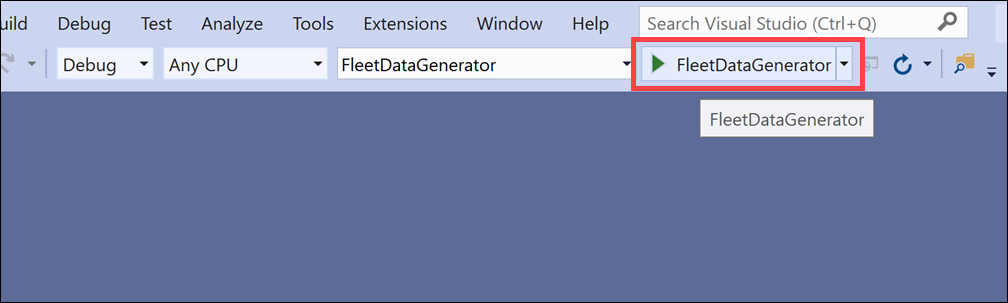 uild Debug Test Analyze Tools Extensions Window Help Search Visual Studio (Ctrl+Q)
Debug Any CPU FleetDataGenerator FleetDataGenerator
FleetDataGenerator